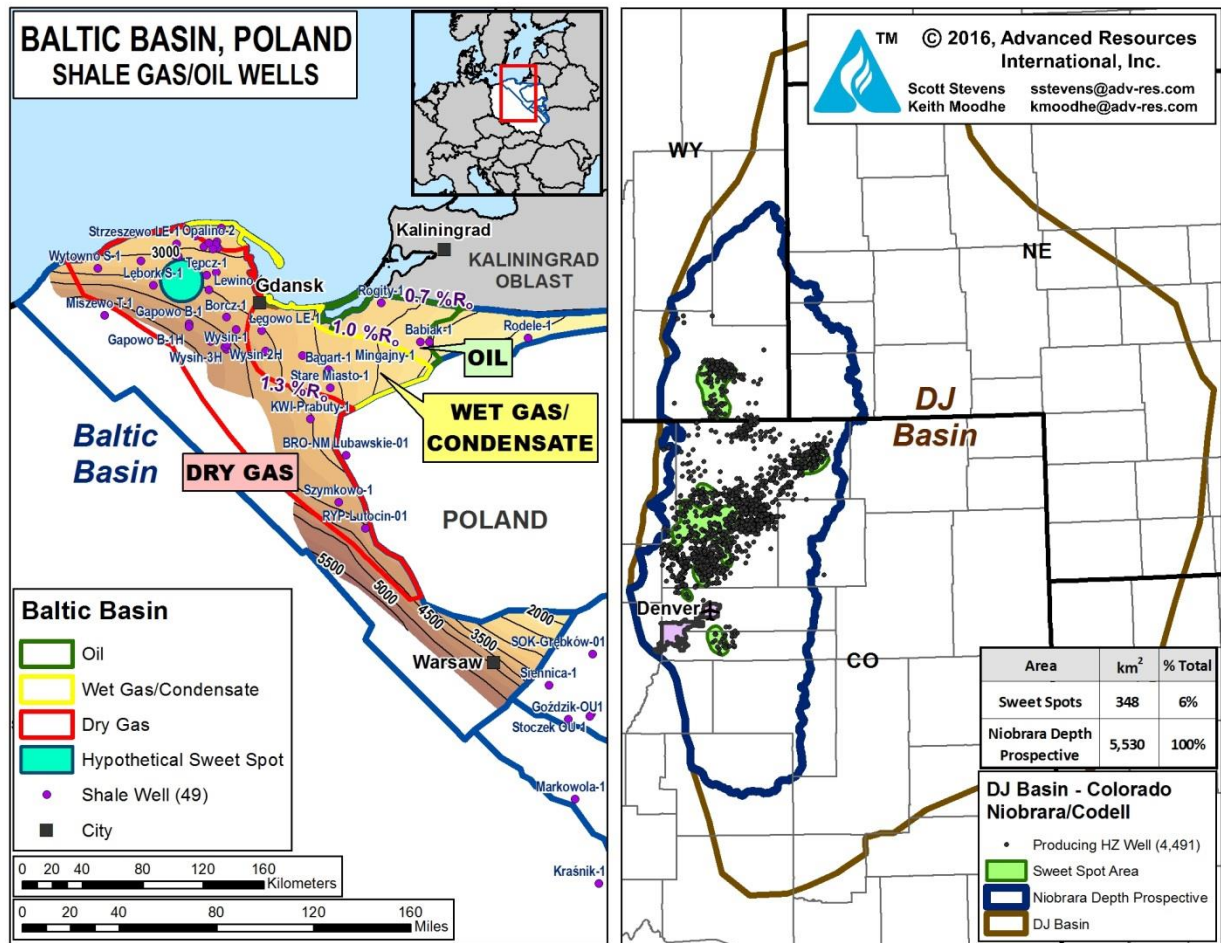 BALTIC BASIN, POLAND
SHALE GAS/OIL WELLS
Strzeszewo LE-1
Opalino-2
Wytowno S-1
3000
Tępcz-1
Lębork S-1
Lewino
Gdansk
Miszewo T-1
Gapowo B-1
Borcz-1
Łęgowo LE-1
Gapowo B-1H
Wysin-1
Wysin-3H
Wysin-2H
Kaliningrad
KALININGRAD
OBLAST
Rogity-1
0.7 %Ro
1.0 %Ro
Babiak-1
Rodele-1
Bagart-1
Mingajny-1
OIL
Stare Miasto-1
1.3 %Ro
KWI-Prabuty-1
WET GAS/
CONDENSATE
Baltic
Basin
BRO-NM Lubawskie-01
DRY GAS
Szymkowo-1
RYP-Lutocin-01
POLAND
5500
5000
4500
3500
2000
Warsaw
SOK-Grębków-01
Siennica-1
Goździk-OU1
Stoczek OU-1
Markowola-1
Kraśnik-1
Baltic Basin
Oil
Wet Gas/Condensate
Dry Gas
Hypothetical Sweet Spot
Shale Well (49)
City
0 20 40 80 120 160
Kilometers
0 20 40 80 120 160
Miles
TM
© 2016, Advanced Resources
International, Inc.
Scott Stevens sstevens@adv-res.com
Keith Moodhe kmoodhe@adv-res.com
WY
NE
DJ
Basin
Denver
CO
Area km² % Total
Sweet Spots 348 6%
Niobrara Depth
Prospective 5,530 100%
DJ Basin - Colorado
Niobrara/Codell
Producing HZ Well (4,491)
Sweet Spot Area
Niobrara Depth Prospective
DJ Basin